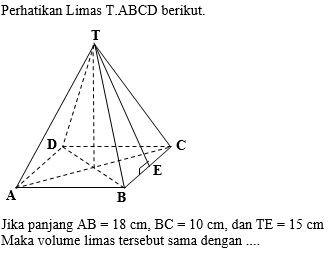 Perhatikan Limas T.ABCD berikut.
T
D
C
E
A
B
Jika panjang AB = 18 cm, BC = 10 cm, dan TE = 15 cm
Maka volume limas tersebut sama dengan ....